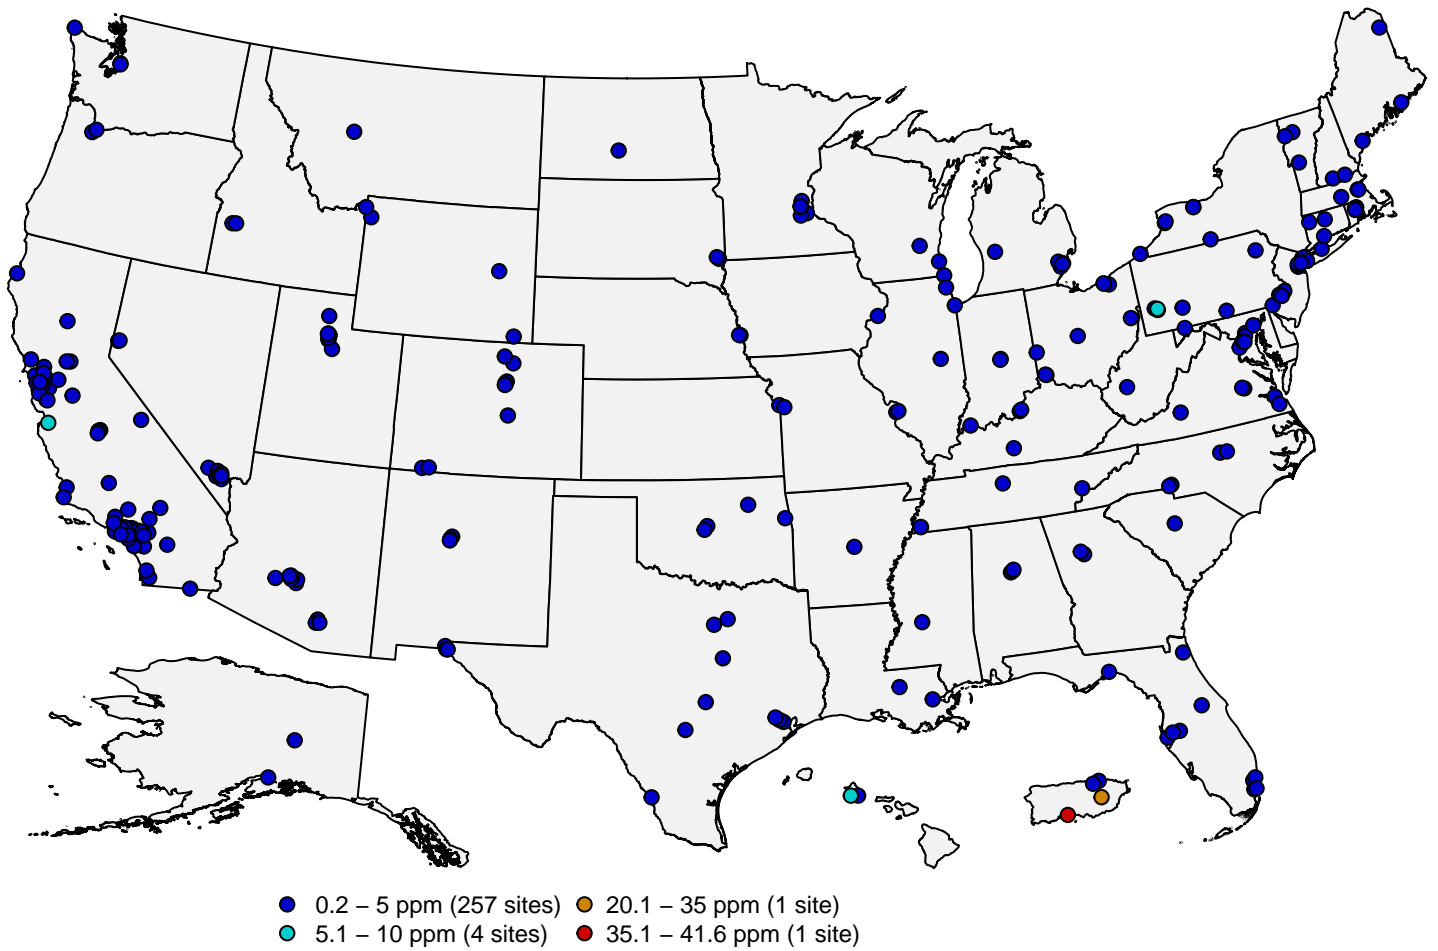 0.2 – 5 ppm (257 sites) 20.1 – 35 ppm (1 site)
5.1 – 10 ppm (4 sites) 35.1 – 41.6 ppm (1 site)